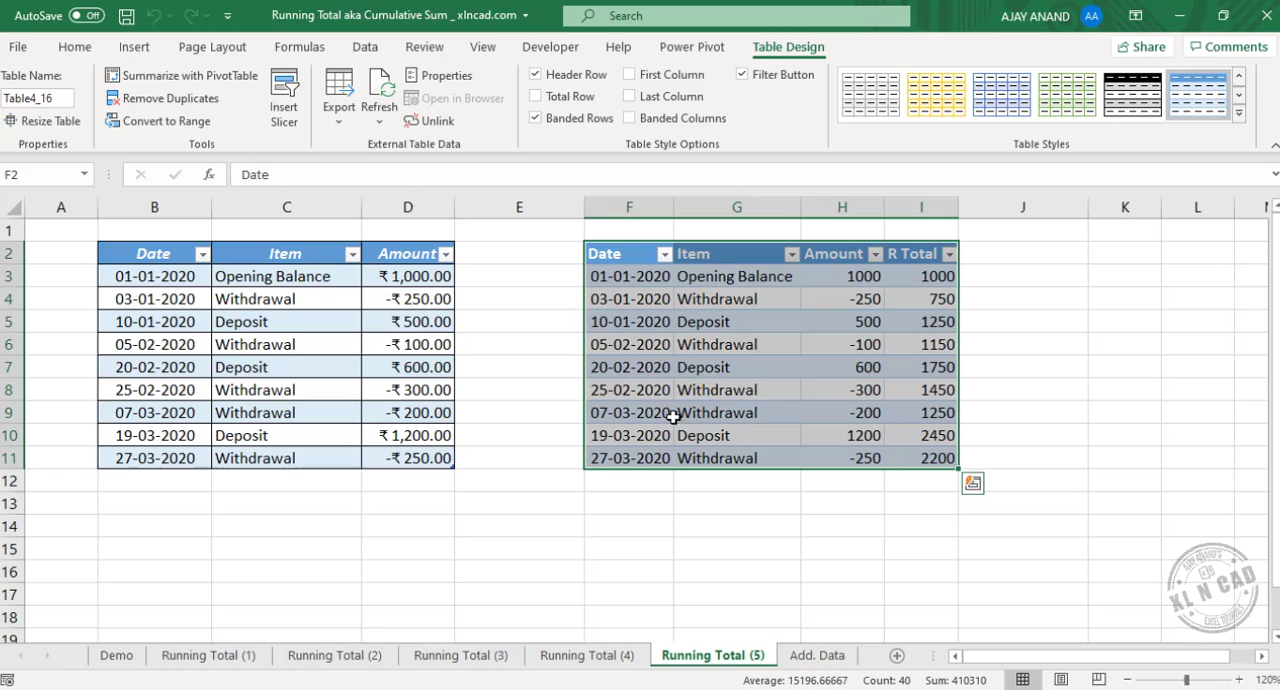 AutoSave Off
Running Total aka Cumulative Sum _ xlncad.com
Search
AJAY ANAND AA
File Home Insert Page Layout Formulas Data Review View Developer Help Power Pivot Table Design Share Comments
Table Name:
Table4_16
Resize Table
Properties
Summarize with PivotTable
Remove Duplicates
Convert to Range
Tools
Insert
Slicer
Export
Refresh
Properties
Open in Browser
Unlink
External Table Data
Header Row First Column Filter Button
Total Row Last Column
Banded Rows Banded Columns
Table Style Options
Table Styles
F2 fx Date
A B C D E F G H I J K L
1
2 Date Item Amount Date Item Amount R Total
3 01-01-2020 Opening Balance ₹ 1,000.00 01-01-2020 Opening Balance 1000 1000
4 03-01-2020 Withdrawal -₹ 250.00 03-01-2020 Withdrawal -250 750
5 10-01-2020 Deposit ₹ 500.00 10-01-2020 Deposit 500 1250
6 05-02-2020 Withdrawal -₹ 100.00 05-02-2020 Withdrawal -100 1150
7 20-02-2020 Deposit ₹ 600.00 20-02-2020 Deposit 600 1750
8 25-02-2020 Withdrawal -₹ 300.00 25-02-2020 Withdrawal -300 1450
9 07-03-2020 Withdrawal -₹ 200.00 07-03-2020 Withdrawal -200 1250
10 19-03-2020 Deposit ₹ 1,200.00 19-03-2020 Deposit 1200 2450
11 27-03-2020 Withdrawal -₹ 250.00 27-03-2020 Withdrawal -250 2200
12
13
14
15
16
17
18
19
AJAY ANAND'S
XL N CAD
Demo Running Total (1) Running Total (2) Running Total (3) Running Total (4) Running Total (5) Add. Data
Average: 15196.66667 Count: 40 Sum: 410310 120%